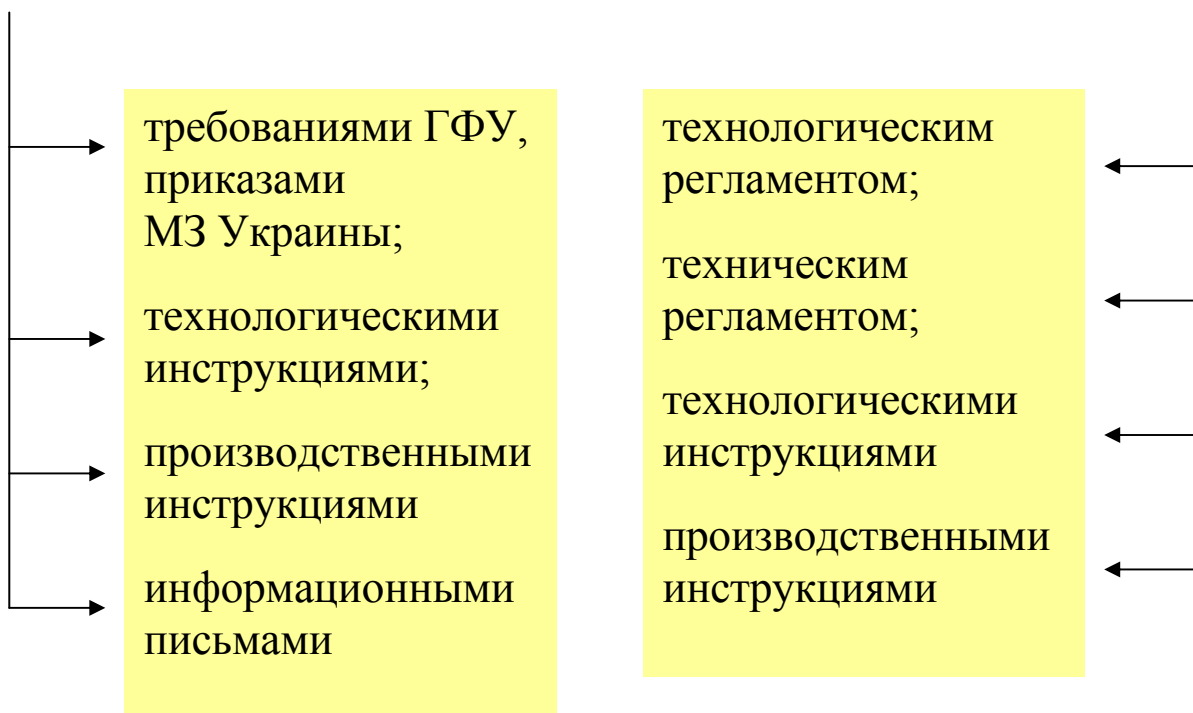 требованиями ГФУ,
приказами
МЗ Украины;
технологическими
инструкциями;
производственными
инструкциями
информационными
письмами
технологическим
регламентом;
техническим
регламентом;
технологическими
инструкциями
производственными
инструкциями